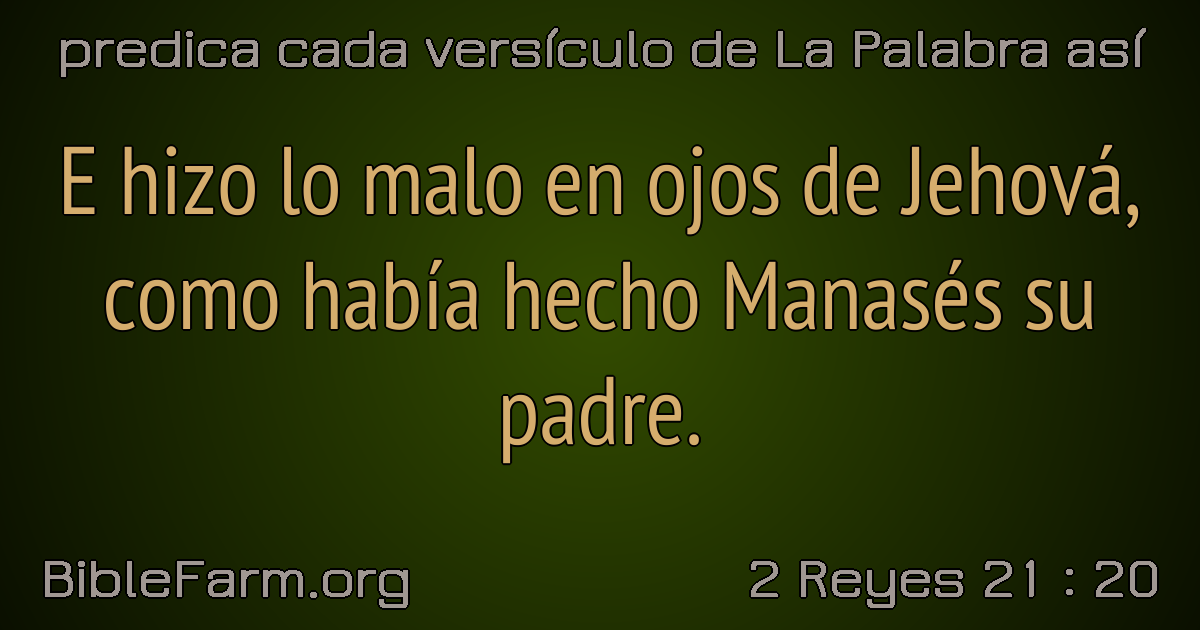 predica cada versículo de La Palabra así
E hizo lo malo en ojos de Jehová,
como había hecho Manasés su
padre.
BibleFarm.org
2 Reyes 21 : 20